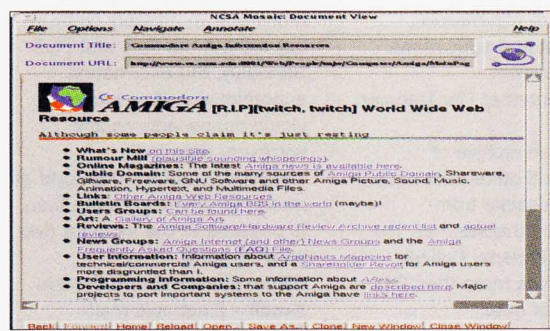 NCSA Mosaic: Document View
File Options Navigate Annotate Help
Document Title: Commodore Amiga Information Resources
Document URL:
Commodore
AMIGA [R.I.P][twitch, twitch] World Wide Web
Resource
Although some people claim it's just resting
What's New on this site.
Rumour Mill (plausible sounding whisperings).
Online Magazines: The latest Amiga news is available here.
Public Domain: Some of the many sources of Amiga Public Domain, Shareware,
Giftware, Freeware, GNU Software and other Amiga Picture, Sound, Music,
Animation, Hypertext, and Multimedia Files.
Links: Other Amiga Web Resources
Bulletin Boards: Every Amiga BBS in the world (maybe)!
Users Groups: Can be found here.
Art: A Gallery of Amiga Art.
Reviews: The Amiga Software/Hardware Review Archive recent list and actual
reviews.
News Groups: Amiga Internet (and other) News Groups and the Amiga
Frequently Asked Questions (FAQ) File.
User Information: Information about ArgoNauts Magazine for
technical/commercial Amiga users, and a Shareholder Revolt for Amiga users
more disgruntled than I.
Programming Information: Some information about ARexx.
Developers and Companies: that support Amiga are described here. Major
projects to port important systems to the Amiga have links here.
Back Forward Home Reload Open... Save As... Clone New Window Close Window